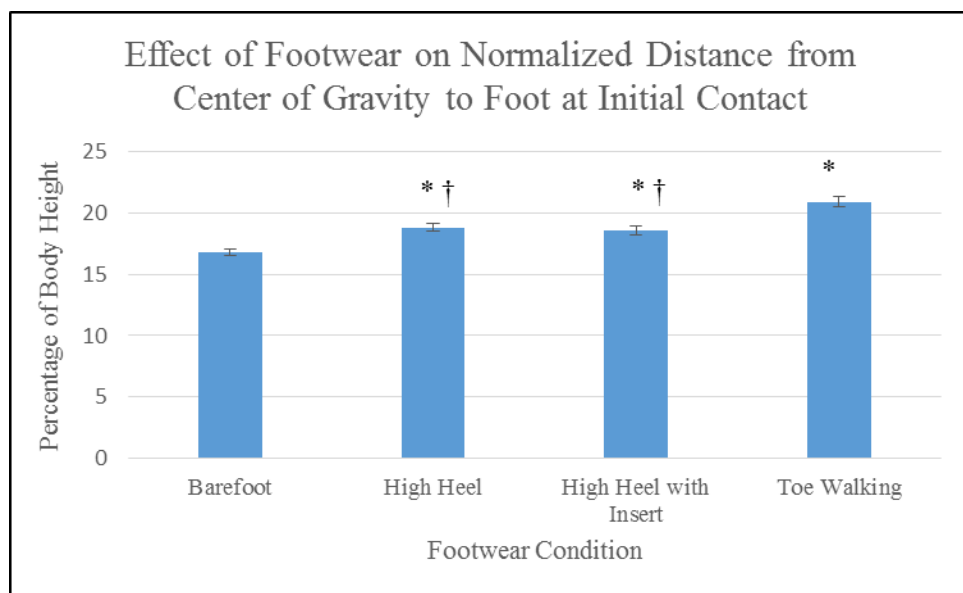 Effect of Footwear on Normalized Distance from
Center of Gravity to Foot at Initial Contact
Percentage of Body Height
25
20
15
10
5
0
* †
* †
*
Barefoot
High Heel
High Heel with
Insert
Toe Walking
Footwear Condition